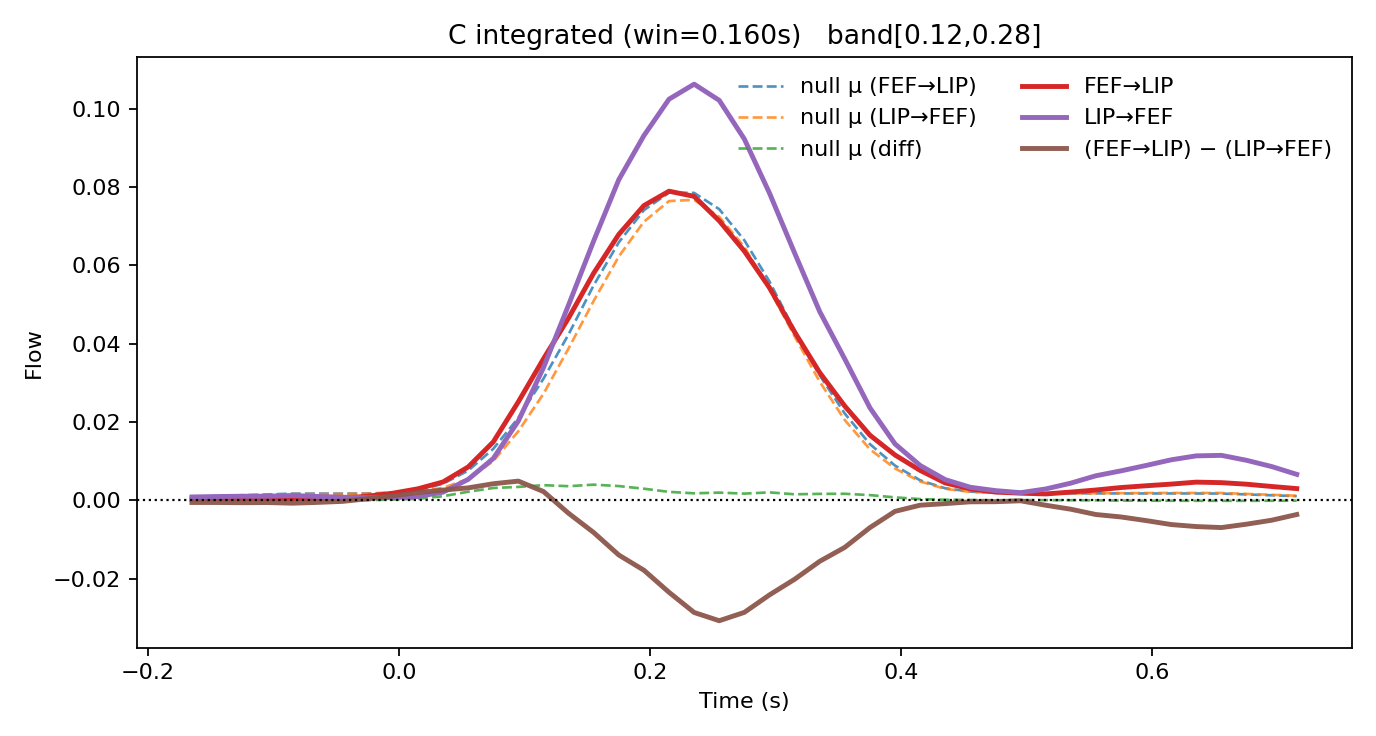 C integrated (win=0.160s)   band[0.12,0.28]
null μ (FEF→LIP)
null μ (LIP→FEF)
null μ (diff)
FEF→LIP
LIP→FEF
(FEF→LIP) − (LIP→FEF)
Flow
0.10
0.08
0.06
0.04
0.02
0.00
−0.02
−0.2
0.0
0.2
0.4
0.6
Time (s)